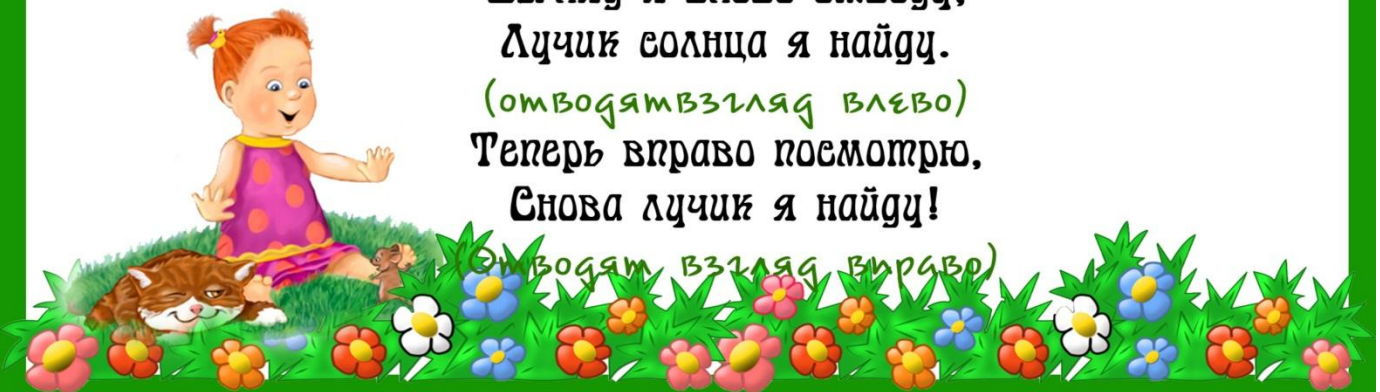 Лучик солнца я найду.
(отводятвзгляд влево)
Теперь вправо посмотрю,
Снова лучик я найду!
(Отводят взгляд вправо)